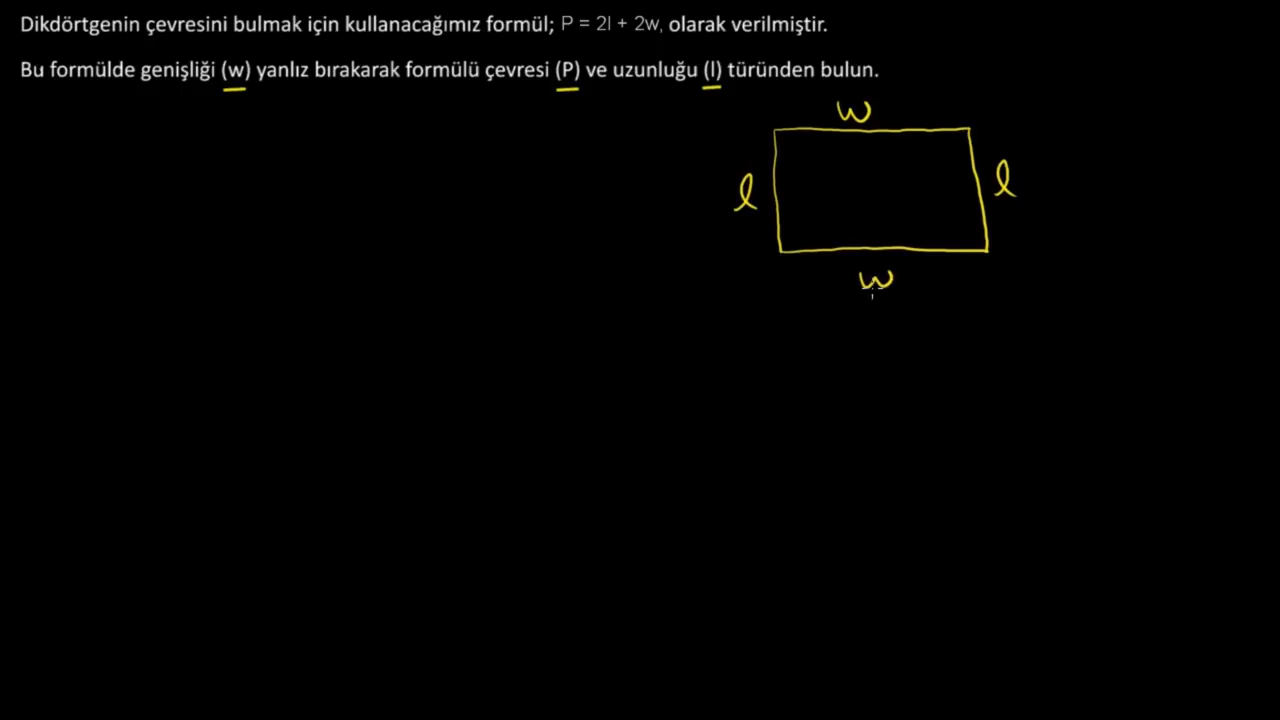 Dikdörtgenin çevresini bulmak için kullanacağımız formül; P = 2l + 2w, olarak verilmiştir.
Bu formülde genişliği (w) yanlız bırakarak formülü çevresi (P) ve uzunluğu (l) türünden bulun.
w
l
l
w